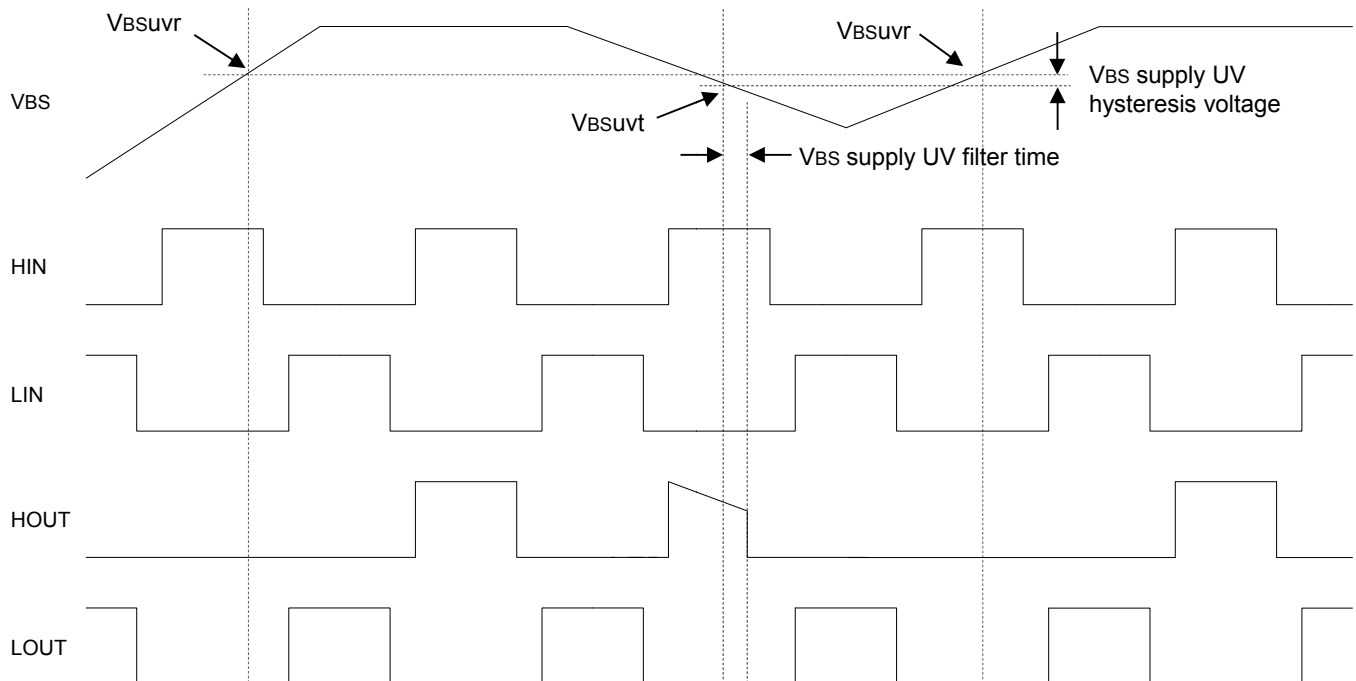 VBSuvr
VBSuvr
VBS
VBS supply UV
hysteresis voltage
VBSuvt
VBS supply UV filter time
HIN
LIN
HOUT
LOUT